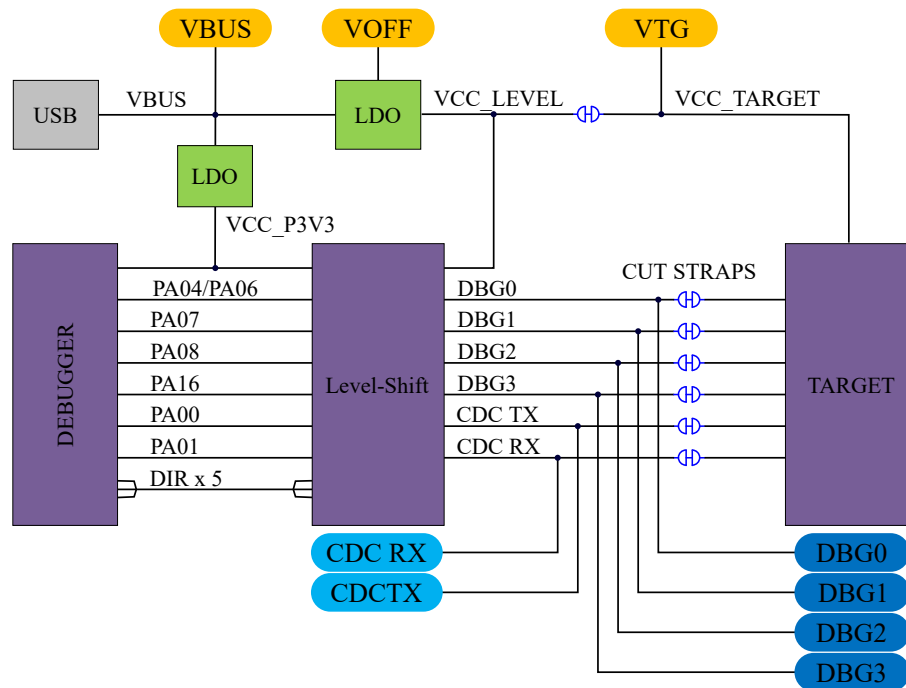 VBUS
VOFF
VTG
USB
VBUS
LDO
VCC_LEVEL
VCC_TARGET
LDO
VCC_P3V3
CUT STRAPS
DEBUGGER
PA04/PA06
PA07
PA08
PA16
PA00
PA01
DIR x 5
Level-Shift
DBG0
DBG1
DBG2
DBG3
CDC TX
CDC RX
TARGET
CDC RX
CDCTX
DBG0
DBG1
DBG2
DBG3